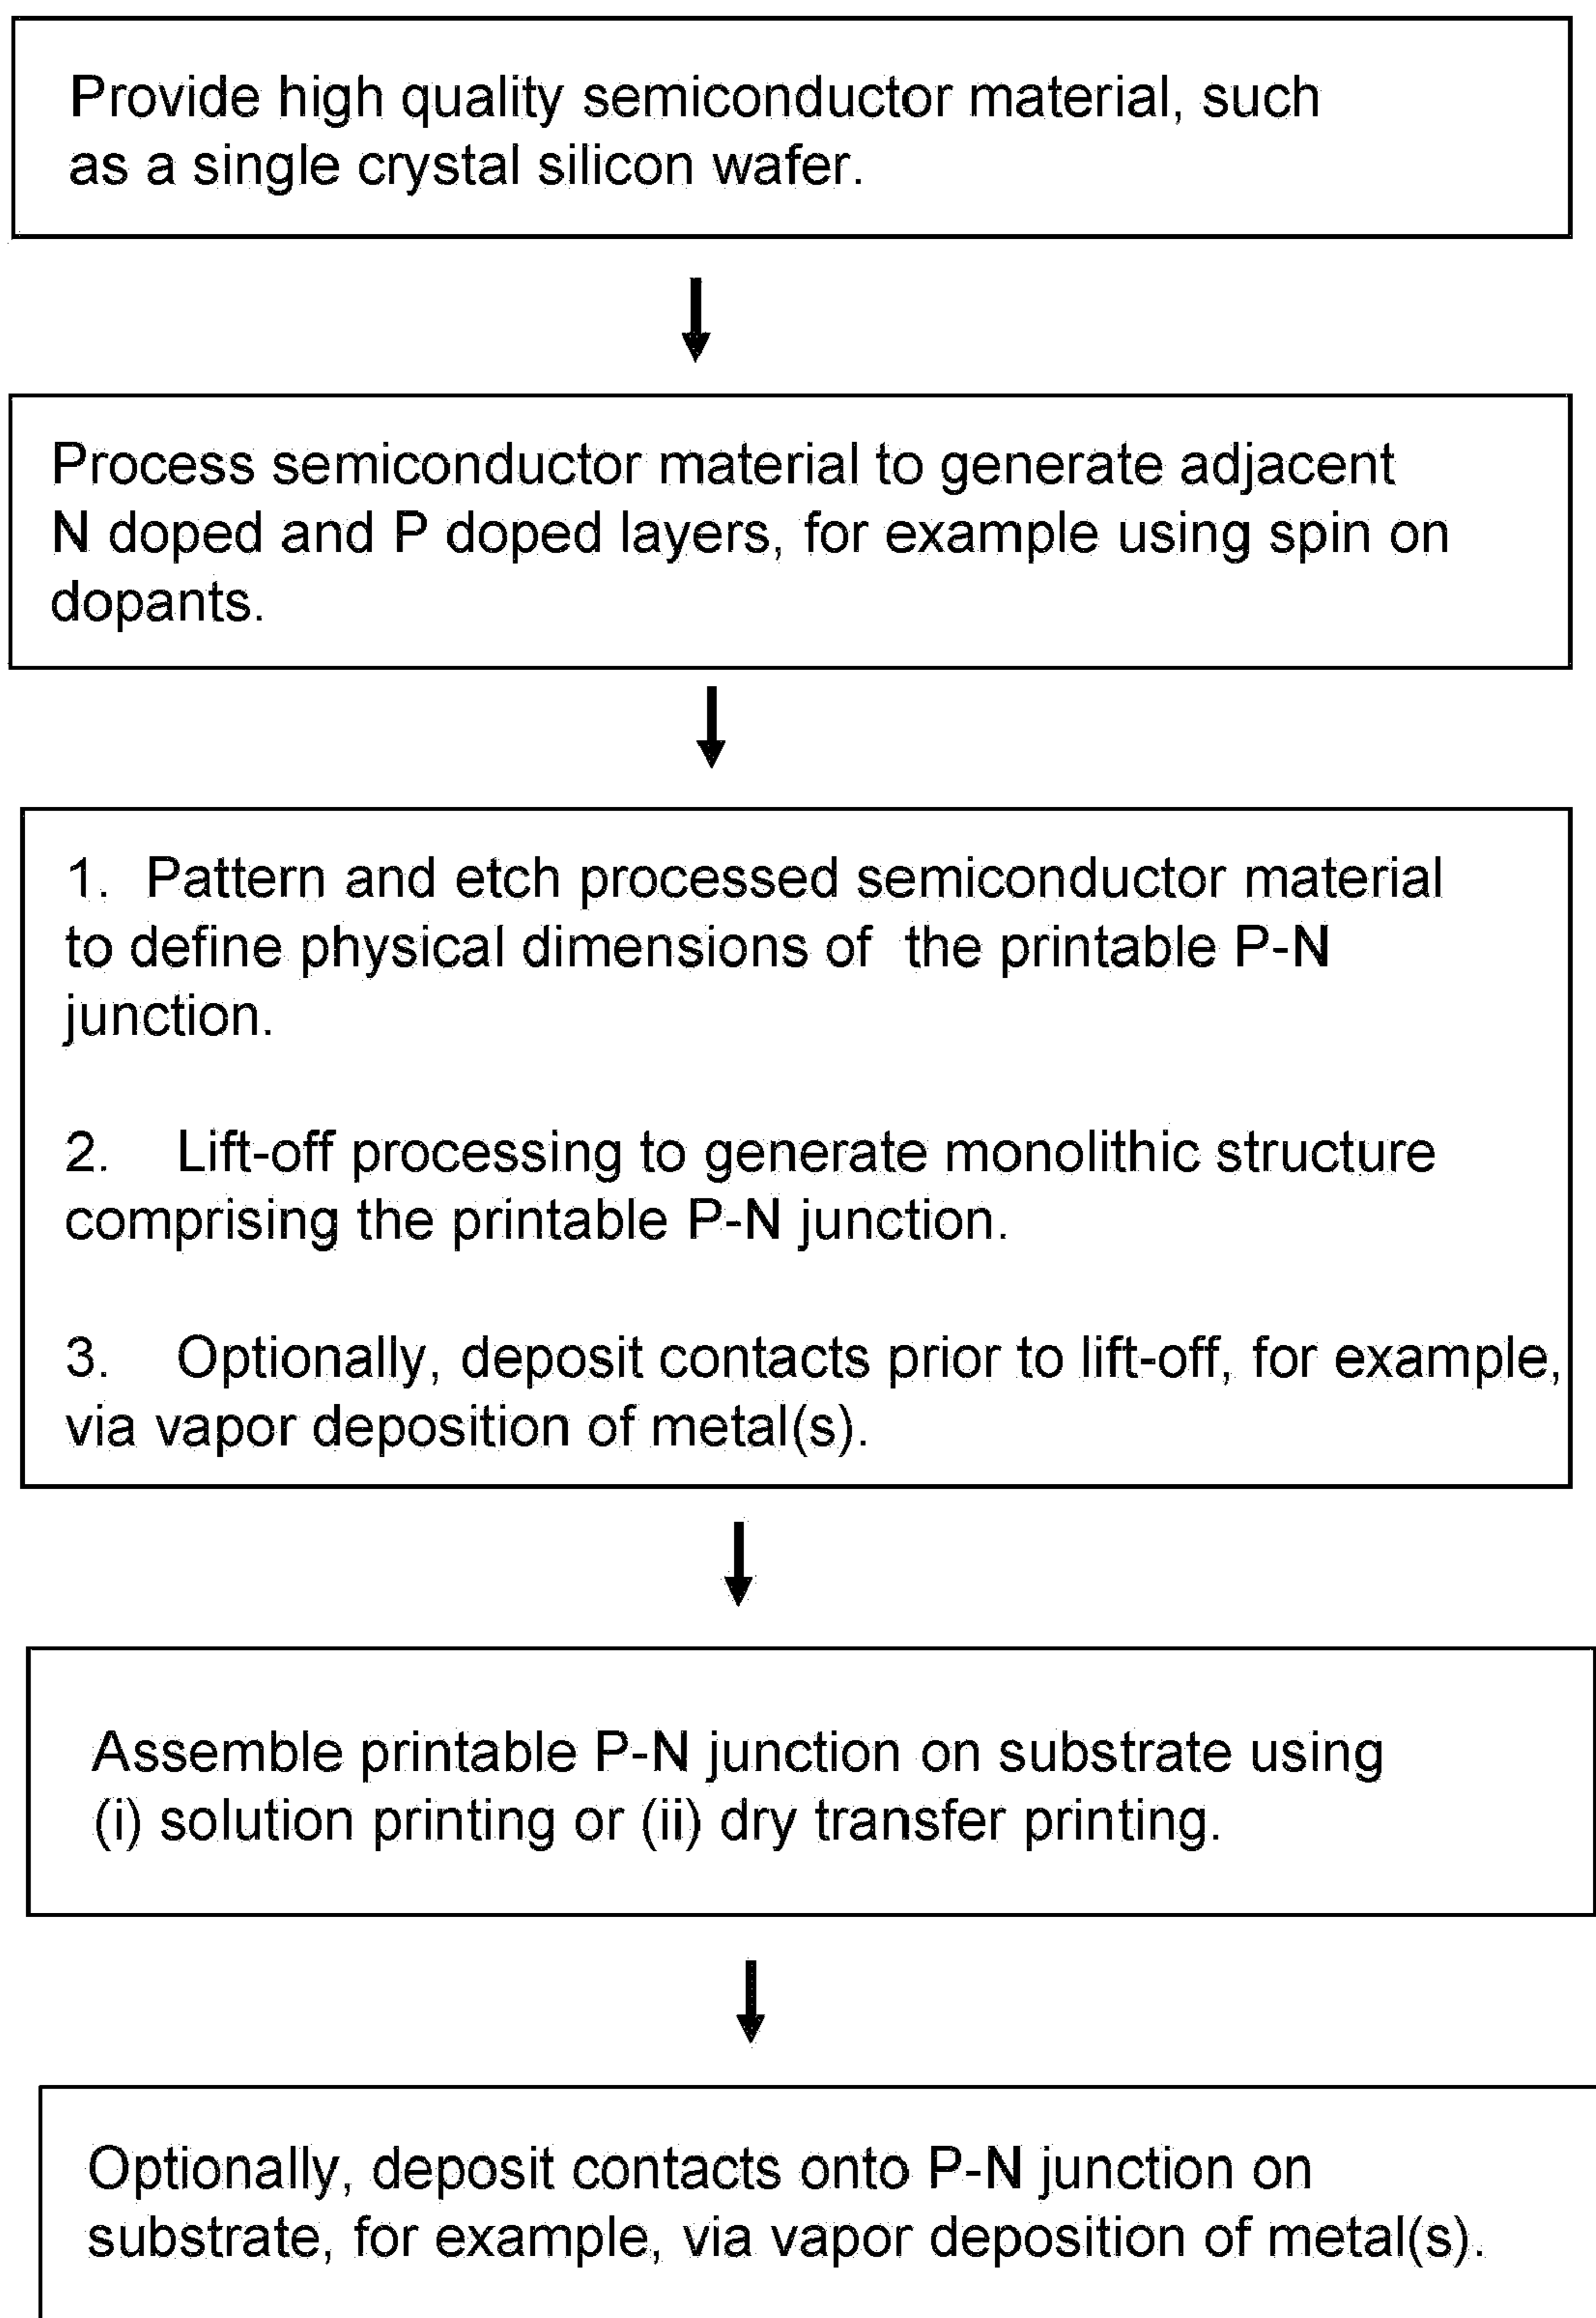 Provide high quality semiconductor material, such
as a single crystal silicon wafer.
Process semiconductor material to generate adjacent
N doped and P doped layers, for example using spin on
dopants.
1. Pattern and etch processed semiconductor material
to define physical dimensions of the printable P-N
junction.
2. Lift-off processing to generate monolithic structure
comprising the printable P-N junction.
3. Optionally, deposit contacts prior to lift-off, for example,
via vapor deposition of metal(s).
Assemble printable P-N junction on substrate using
(i) solution printing or (ii) dry transfer printing.
Optionally, deposit contacts onto P-N junction on
substrate, for example, via vapor deposition of metal(s).